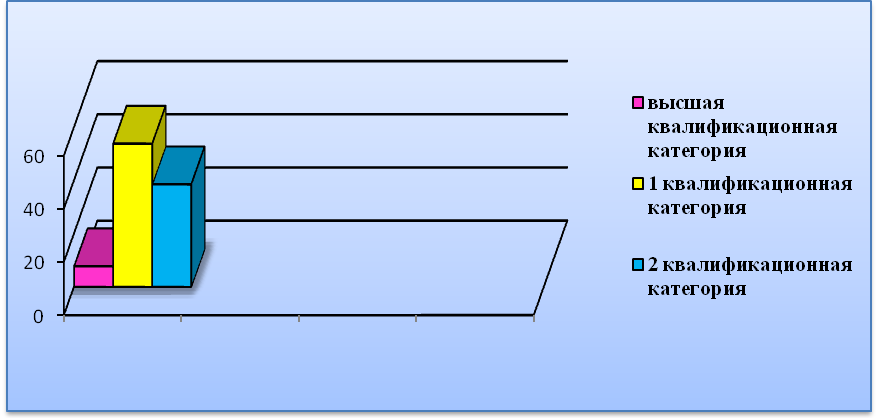 60
40
20
0
высшая
квалификационная
категория
1 квалификационная
категория
2 квалификационная
категория